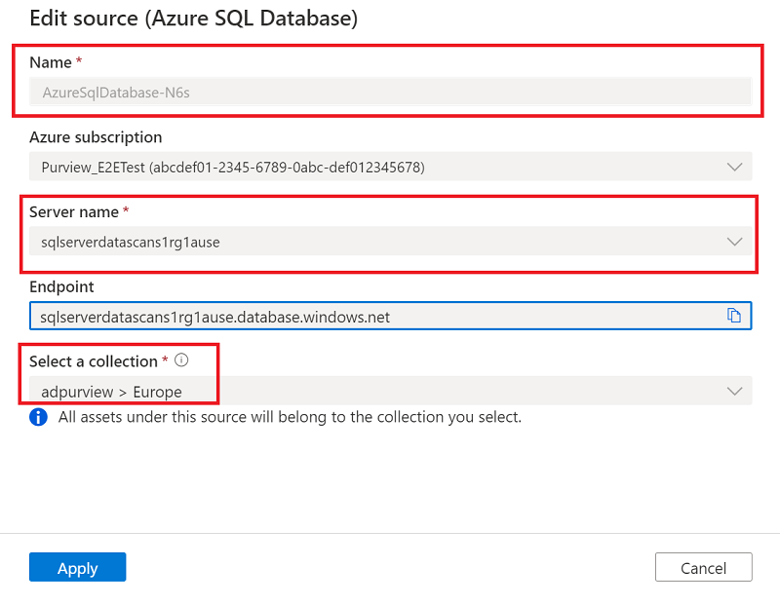 Edit source (Azure SQL Database)
Name *
AzureSqlDatabase-N6s
Azure subscription
Purview_E2ETest (abcdef01-2345-6789-0abc-def012345678)
Server name *
sqlserverdatascans1rg1ause
Endpoint
sqlserverdatascans1rg1ause.database.windows.net
Select a collection *
adpurview > Europe
All assets under this source will belong to the collection you select.
Apply
Cancel